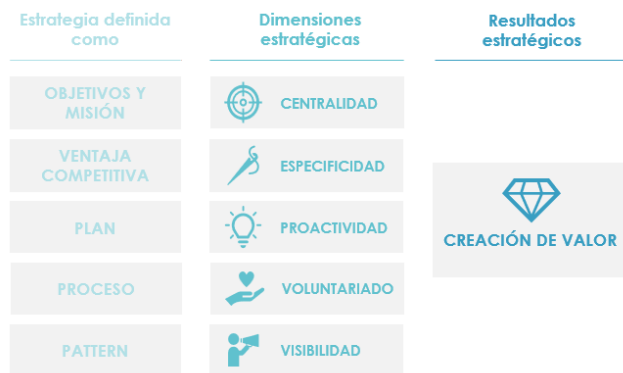 Estrategia definida
como
Dimensiones
estratégicas
Resultados
estratégicos
OBJETIVOS Y
MISIÓN
CENTRALIDAD
VENTAJA
COMPETITIVA
ESPECIFICIDAD
PLAN
PROACTIVIDAD
CREACIÓN DE VALOR
PROCESO
VOLUNTARIADO
PATTERN
VISIBILIDAD